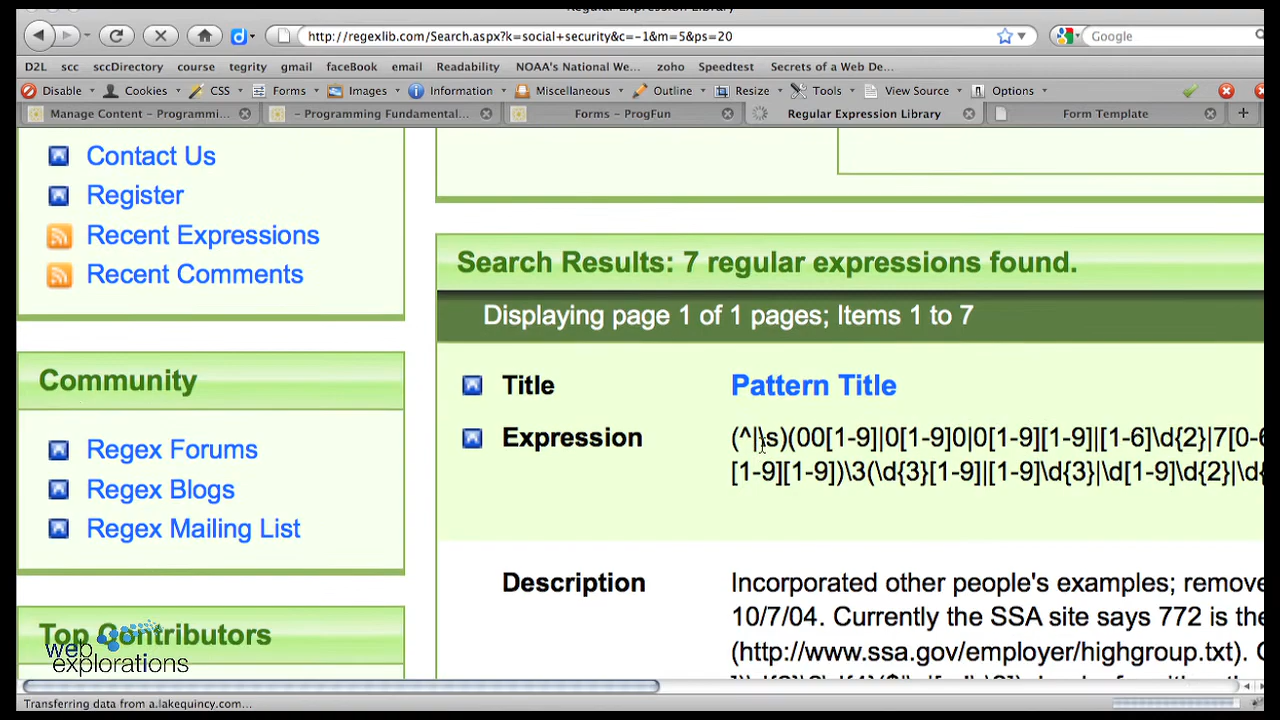 Regular Expression Library
http://regexlib.com/Search.aspx?k=social+security&c=-1&m=5&ps=20
Google
D2L scc sccDirectory course tegrity gmail faceBook email Readability NOAA's National We... zoho Speedtest Secrets of a Web De...
Disable Cookies CSS Forms Images Information Miscellaneous Outline Resize Tools View Source Options
Manage Content - Programmi... - Programming Fundamental... Forms - ProgFun Regular Expression Library Form Template
Contact Us
Register
Recent Expressions
Recent Comments
Search Results: 7 regular expressions found.
Displaying page 1 of 1 pages; Items 1 to 7
Community
Title Pattern Title
Expression (^|\s)(00[1-9]|0[1-9]0|0[1-9][1-9]|[1-6]\d{2}|7[0-6
[1-9][1-9])\3(\d{3}[1-9]|[1-9]\d{3}|\d[1-9]\d{2}|\d{
Regex Forums
Regex Blogs
Regex Mailing List
Description Incorporated other people's examples; remove
10/7/04. Currently the SSA site says 772 is the
(http://www.ssa.gov/employer/highgroup.txt).
Top Contributors
web
explorations
Transferring data from a.lakequincy.com...